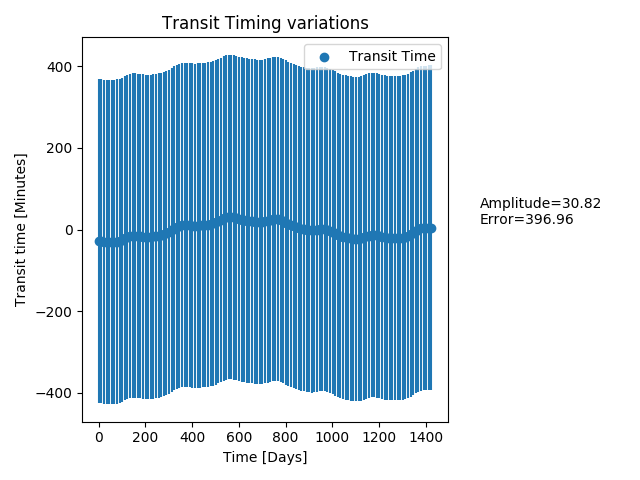 Transit Timing variations
Transit Time
Transit time [Minutes]
400
200
0
−200
−400
0 200 400 600 800 1000 1200 1400
Time [Days]
Amplitude=30.82
Error=396.96